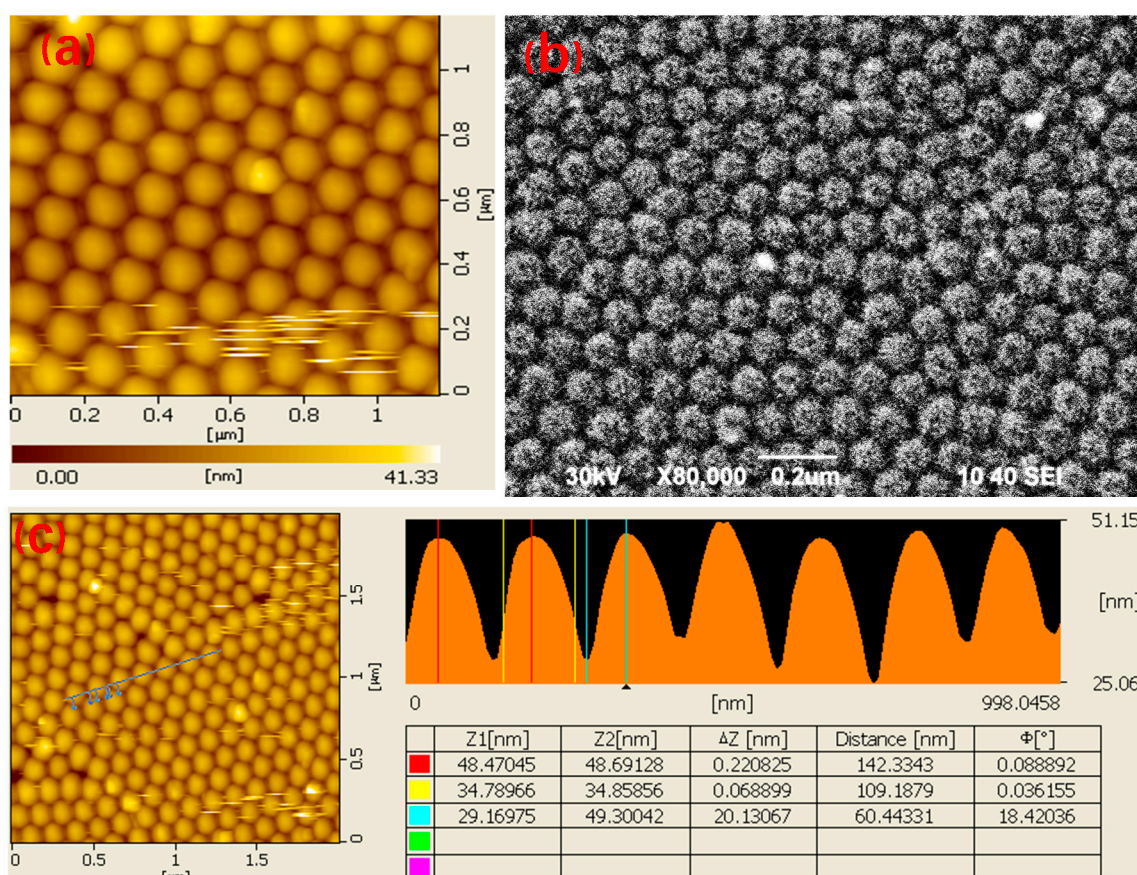 (a)
1
0.8
0.6
[µm]
0.4
0.2
0
0 0.2 0.4 0.6 0.8 1
[µm]
0.00 [nm] 41.33
(b)
30kV X80,000 0.2µm 10 40 SEI
(c)
1.5
1
[µm]
0.5
0
0 0.5 1 1.5
51.15
[nm]
25.06
0 [nm] 998.0458
Z1[nm] Z2[nm] ΔZ [nm] Distance [nm] Φ[°]
48.47045 48.69128 0.220825 142.3343 0.088892
34.78966 34.85856 0.068899 109.1879 0.036155
29.16975 49.30042 20.13067 60.44331 18.42036